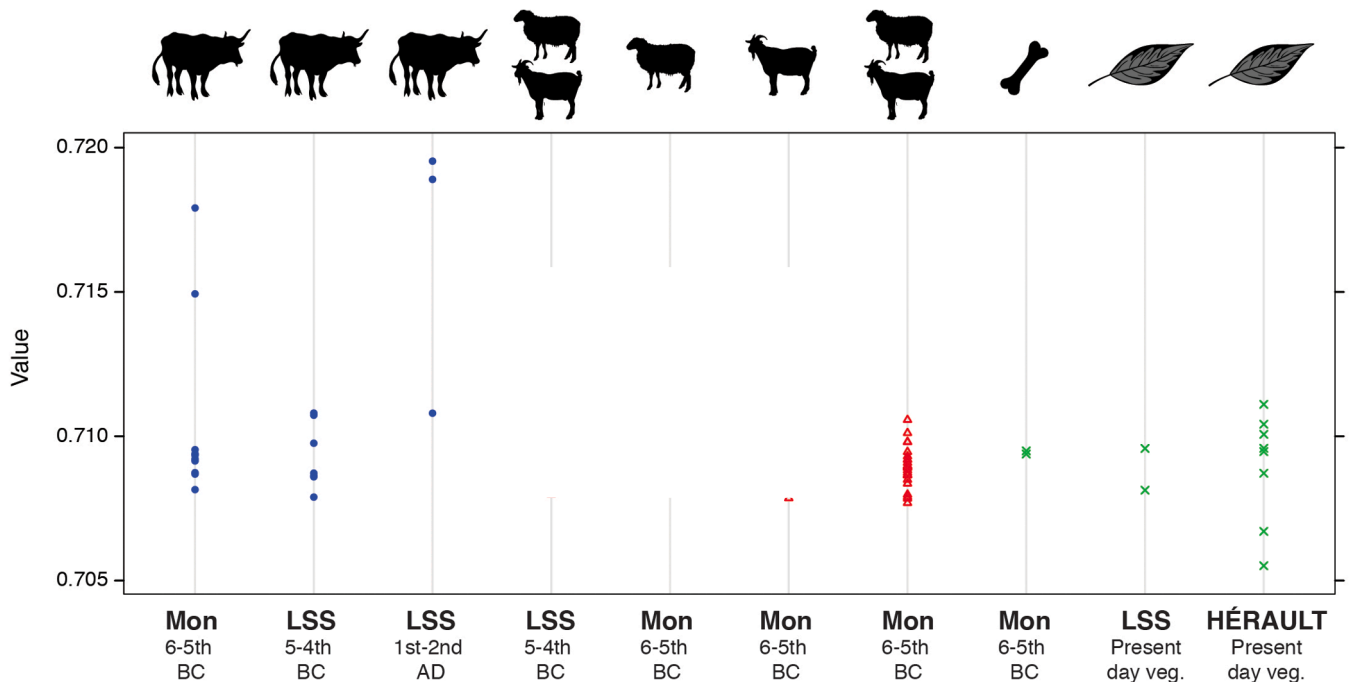 0.720
0.715
0.710
0.705
Value
Mon LSS LSS LSS Mon Mon Mon Mon LSS HÉRAULT
6-5th 5-4th 1st-2nd 5-4th 6-5th 6-5th 6-5th 6-5th Present Present
BC BC AD BC BC BC BC BC day veg. day veg.